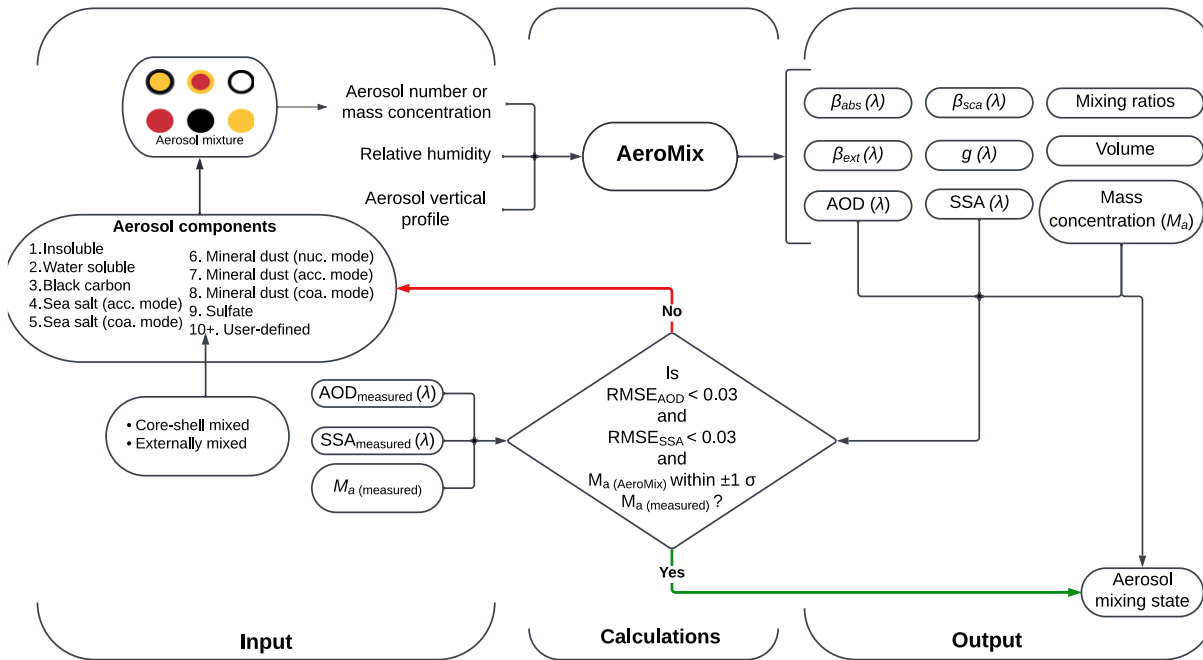 Aerosol mixture
Aerosol number or
mass concentration
Relative humidity
Aerosol vertical
profile
Aerosol components
1.Insoluble
2.Water soluble
3.Black carbon
4.Sea salt (acc. mode)
5.Sea salt (coa. mode)
6. Mineral dust (nuc. mode)
7. Mineral dust (acc. mode)
8. Mineral dust (coa. mode)
9. Sulfate
10+. User-defined
• Core-shell mixed
• Externally mixed
AODmeasured (λ)
SSAmeasured (λ)
Ma (measured)
Input
AeroMix
No
Is
RMSEAOD < 0.03
and
RMSESSA < 0.03
and
Ma (AeroMix) within ±1 σ
Ma (measured) ?
Yes
Calculations
βabs (λ)
βsca (λ)
Mixing ratios
βext (λ)
g (λ)
Volume
AOD (λ)
SSA (λ)
Mass
concentration (Ma)
Aerosol
mixing state
Output